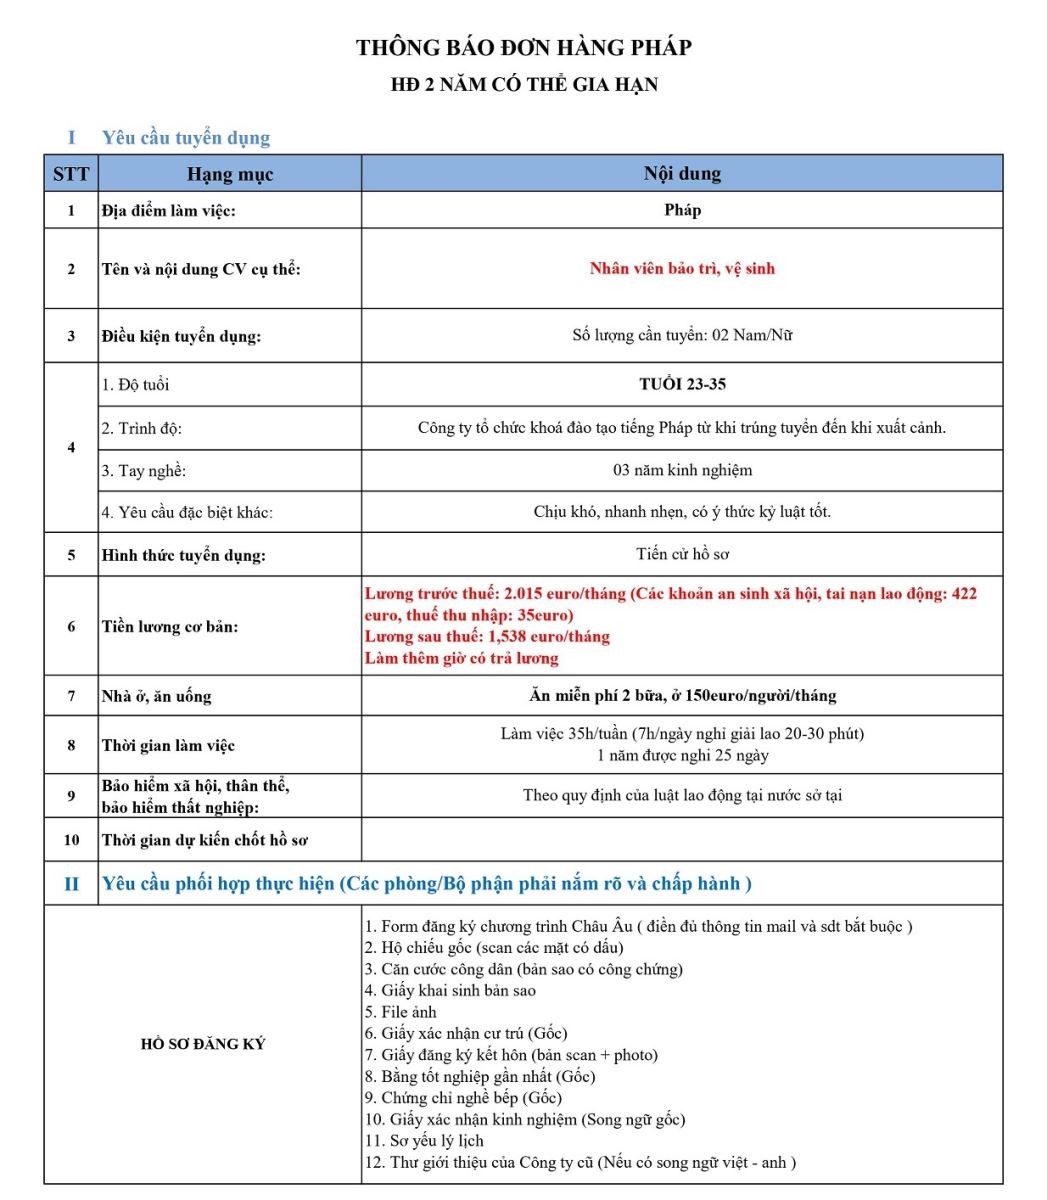 THÔNG BÁO ĐƠN HÀNG PHÁP
HĐ 2 NĂM CÓ THỂ GIA HẠN
I Yêu cầu tuyển dụng
STT Hạng mục Nội dung
1 Địa điểm làm việc: Pháp
2 Tên và nội dung CV cụ thể: Nhân viên bảo trì, vệ sinh
3 Điều kiện tuyển dụng: Số lượng cần tuyển: 02 Nam/Nữ
4
1. Độ tuổi TUỔI 23-35
2. Trình độ: Công ty tổ chức khoá đào tạo tiếng Pháp từ khi trúng tuyển đến khi xuất cảnh.
3. Tay nghề: 03 năm kinh nghiệm
4. Yêu cầu đặc biệt khác: Chịu khó, nhanh nhẹn, có ý thức kỷ luật tốt.
5 Hình thức tuyển dụng: Tiến cử hồ sơ
6 Tiền lương cơ bản:
Lương trước thuế: 2.015 euro/tháng (Các khoản an sinh xã hội, tai nạn lao động: 422
euro, thuế thu nhập: 35euro)
Lương sau thuế: 1,538 euro/tháng
Làm thêm giờ có trả lương
7 Nhà ở, ăn uống Ăn miễn phí 2 bữa, ở 150euro/người/tháng
8 Thời gian làm việc
Làm việc 35h/tuần (7h/ngày nghỉ giải lao 20-30 phút)
1 năm được nghỉ 25 ngày
9 Bảo hiểm xã hội, thân thể,
bảo hiểm thất nghiệp: Theo quy định của luật lao động tại nước sở tại
10 Thời gian dự kiến chốt hồ sơ
II Yêu cầu phối hợp thực hiện (Các phòng/Bộ phận phải nắm rõ và chấp hành )
HỒ SƠ ĐĂNG KÝ
1. Form đăng ký chương trình Châu Âu ( điền đủ thông tin mail và sdt bắt buộc )
2. Hộ chiếu gốc (scan các mặt có dấu)
3. Căn cước công dân (bản sao có công chứng)
4. Giấy khai sinh bản sao
5. File ảnh
6. Giấy xác nhận cư trú (Gốc)
7. Giấy đăng ký kết hôn (bản scan + photo)
8. Bằng tốt nghiệp gần nhất (Gốc)
9. Chứng chỉ nghề bếp (Gốc)
10. Giấy xác nhận kinh nghiệm (Song ngữ gốc)
11. Sơ yếu lý lịch
12. Thư giới thiệu của Công ty cũ (Nếu có song ngữ việt - anh )